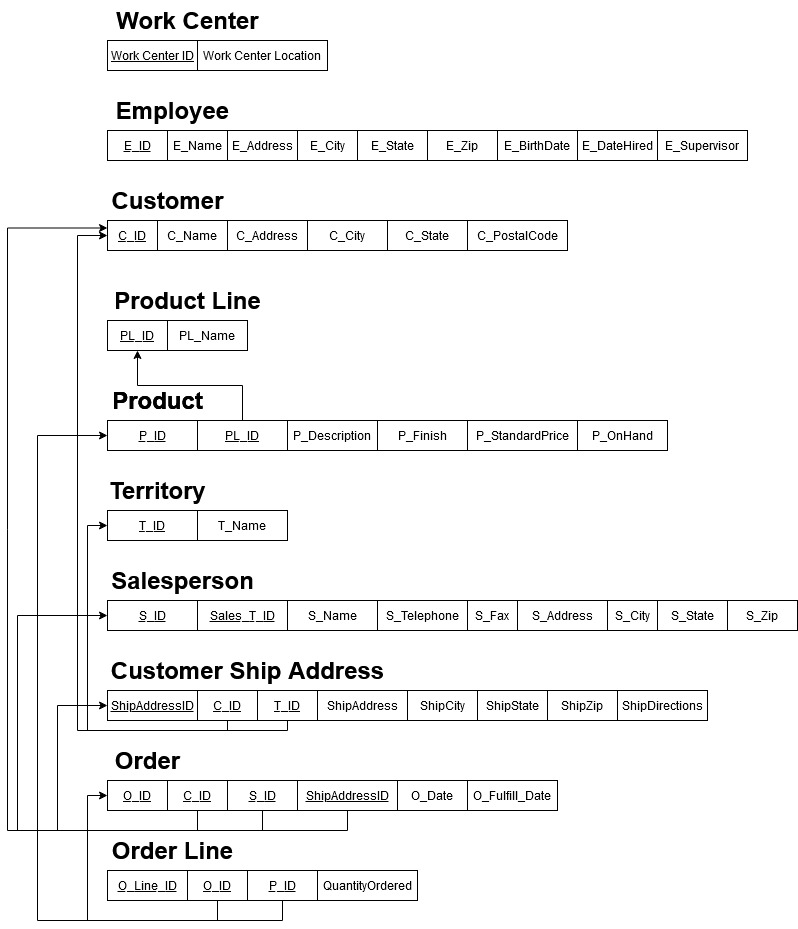 Work Center
Work Center ID Work Center Location
Employee
E_ID E_Name E_Address E_City E_State E_Zip E_BirthDate E_DateHired E_Supervisor
Customer
C_ID C_Name C_Address C_City C_State C_PostalCode
Product Line
PL_ID PL_Name
Product
P_ID PL_ID P_Description P_Finish P_StandardPrice P_OnHand
Territory
T_ID T_Name
Salesperson
S_ID Sales_T_ID S_Name S_Telephone S_Fax S_Address S_City S_State S_Zip
Customer Ship Address
ShipAddressID C_ID T_ID ShipAddress ShipCity ShipState ShipZip ShipDirections
Order
O_ID C_ID S_ID ShipAddressID O_Date O_Fulfill_Date
Order Line
O_Line_ID O_ID P_ID QuantityOrdered